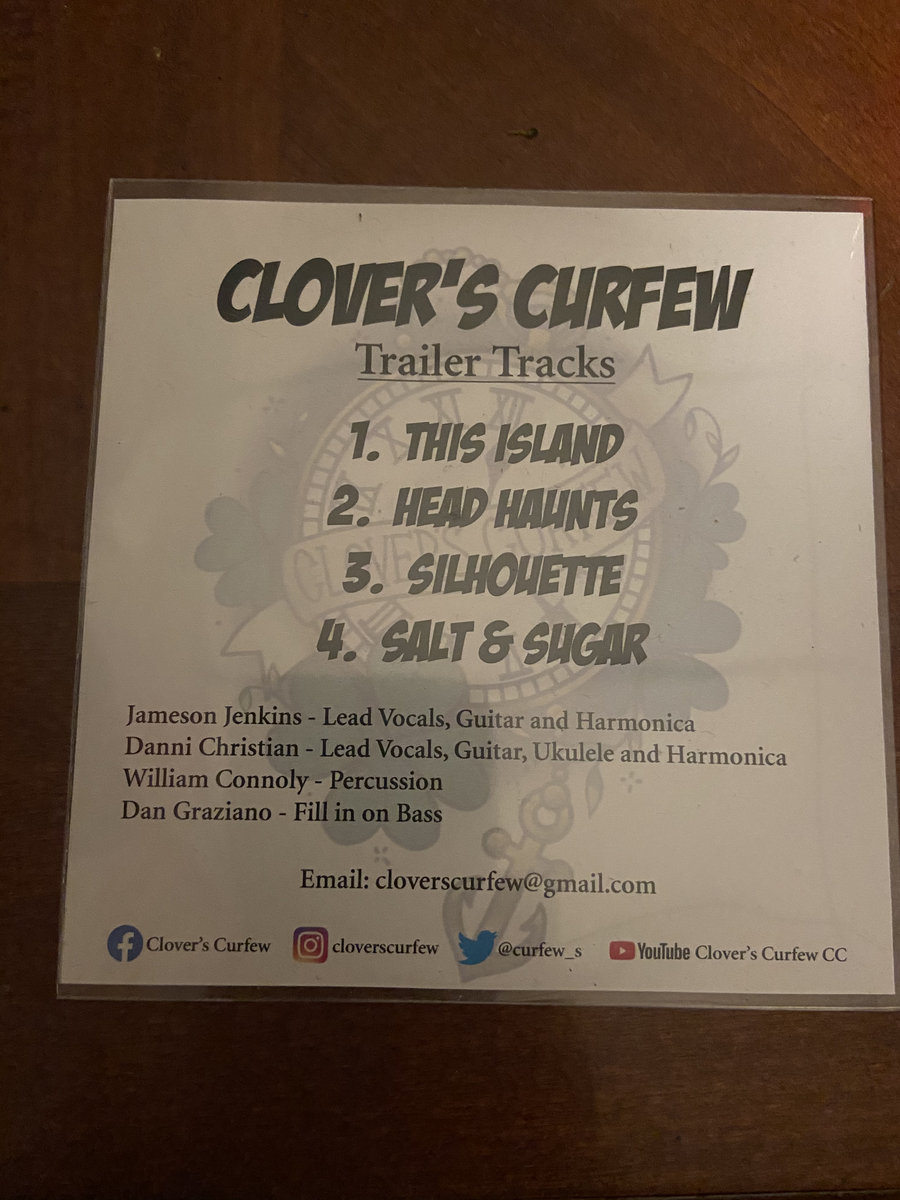 CLOVER'S CURFEW
Trailer Tracks
1. THIS ISLAND
2. HEAD HAUNTS
3. SILHOUETTE
4. SALT & SUGAR
Jameson Jenkins - Lead Vocals, Guitar and Harmonica
Danni Christian - Lead Vocals, Guitar, Ukulele and Harmonica
William Connoly - Percussion
Dan Graziano - Fill in on Bass
Email: cloverscurfew@gmail.com
Clover's Curfew cloverscurfew @curfew_s YouTube Clover's Curfew CC
CLOVER'S CURFEW